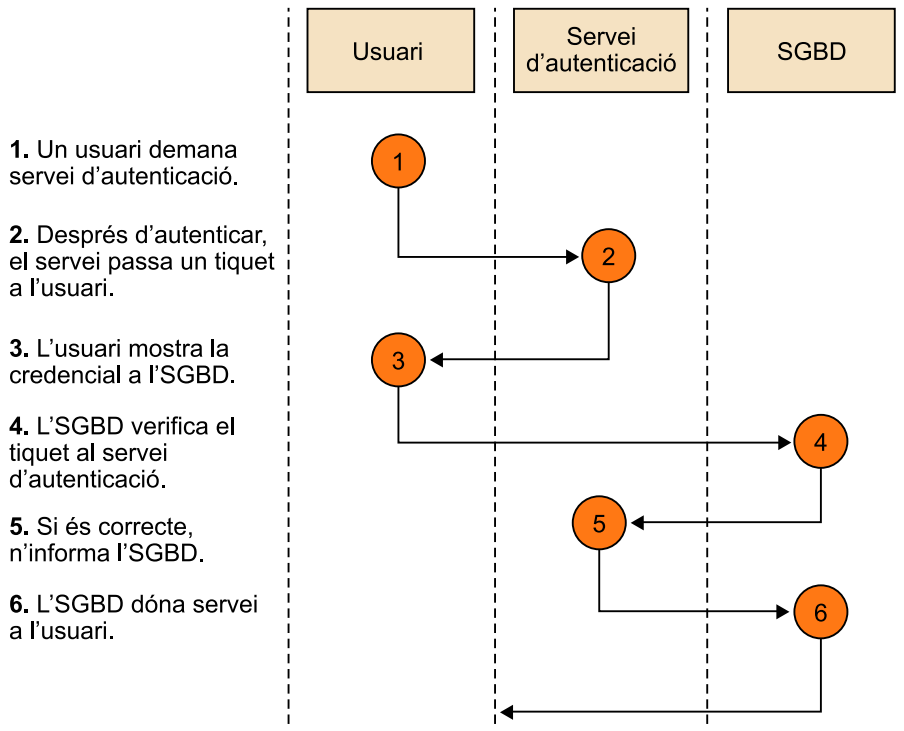 Usuari
Servei
d'autenticació
SGBD
1. Un usuari demana
servei d'autenticació.
1
2. Després d'autenticar,
el servei passa un tiquet
a l'usuari.
2
3. L'usuari mostra la
credencial a l'SGBD.
3
4. L'SGBD verifica el
tiquet al servei
d'autenticació.
4
5. Si és correcte,
n'informa l'SGBD.
5
6. L'SGBD dóna servei
a l'usuari.
6